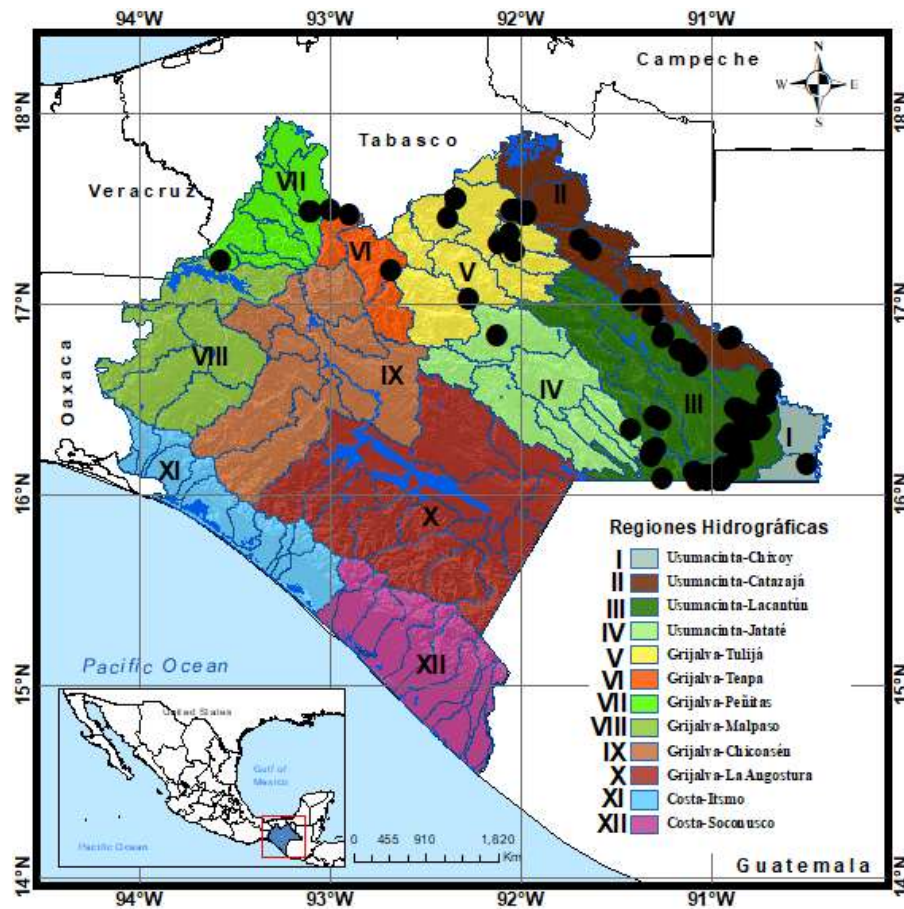 94°W 93°W 92°W 91°W
N
W E
S
Campeche
18°N 18°N
Tabasco
Veracruz
VII
II
VI
V
17°N 17°N
VIII
IX
IV
III
Oaxaca
I
XI
16°N 16°N
X
Regiones Hidrográficas
I Usumacinta-Chixoy
II Usumacinta-Catazajá
III Usumacinta-Lacantún
IV Usumacinta-Jataté
V Grijalva-Tulijá
VI Grijalva-Teapa
VII Grijalva-Peñitas
VIII Grijalva-Malpaso
IX Grijalva-Chicoasén
X Grijalva-La Angostura
XI Costa-Itsmo
XII Costa-Soconusco
XII
Pacific Ocean
15°N 15°N
United States
Gulf of
Mexico
Pacific Ocean
0 455 910 1,820
Km
Guatemala
14°N 14°N
94°W 93°W 92°W 91°W